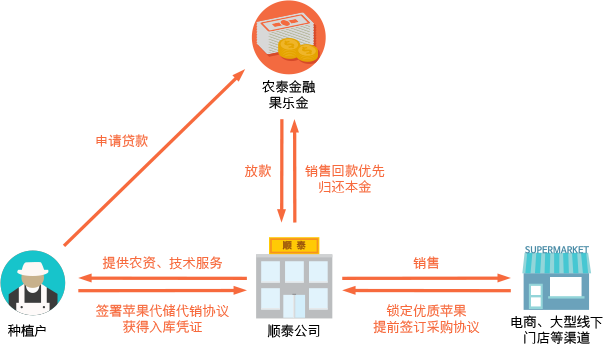 农泰金融
果乐金
申请贷款
放款
销售回款优先
归还本金
顺 泰
SUPERMARKET
提供农资、技术服务
销售
签署苹果代储代销协议
获得入库凭证
锁定优质苹果
提前签订采购协议
种植户
顺泰公司
电商、大型线下
门店等渠道